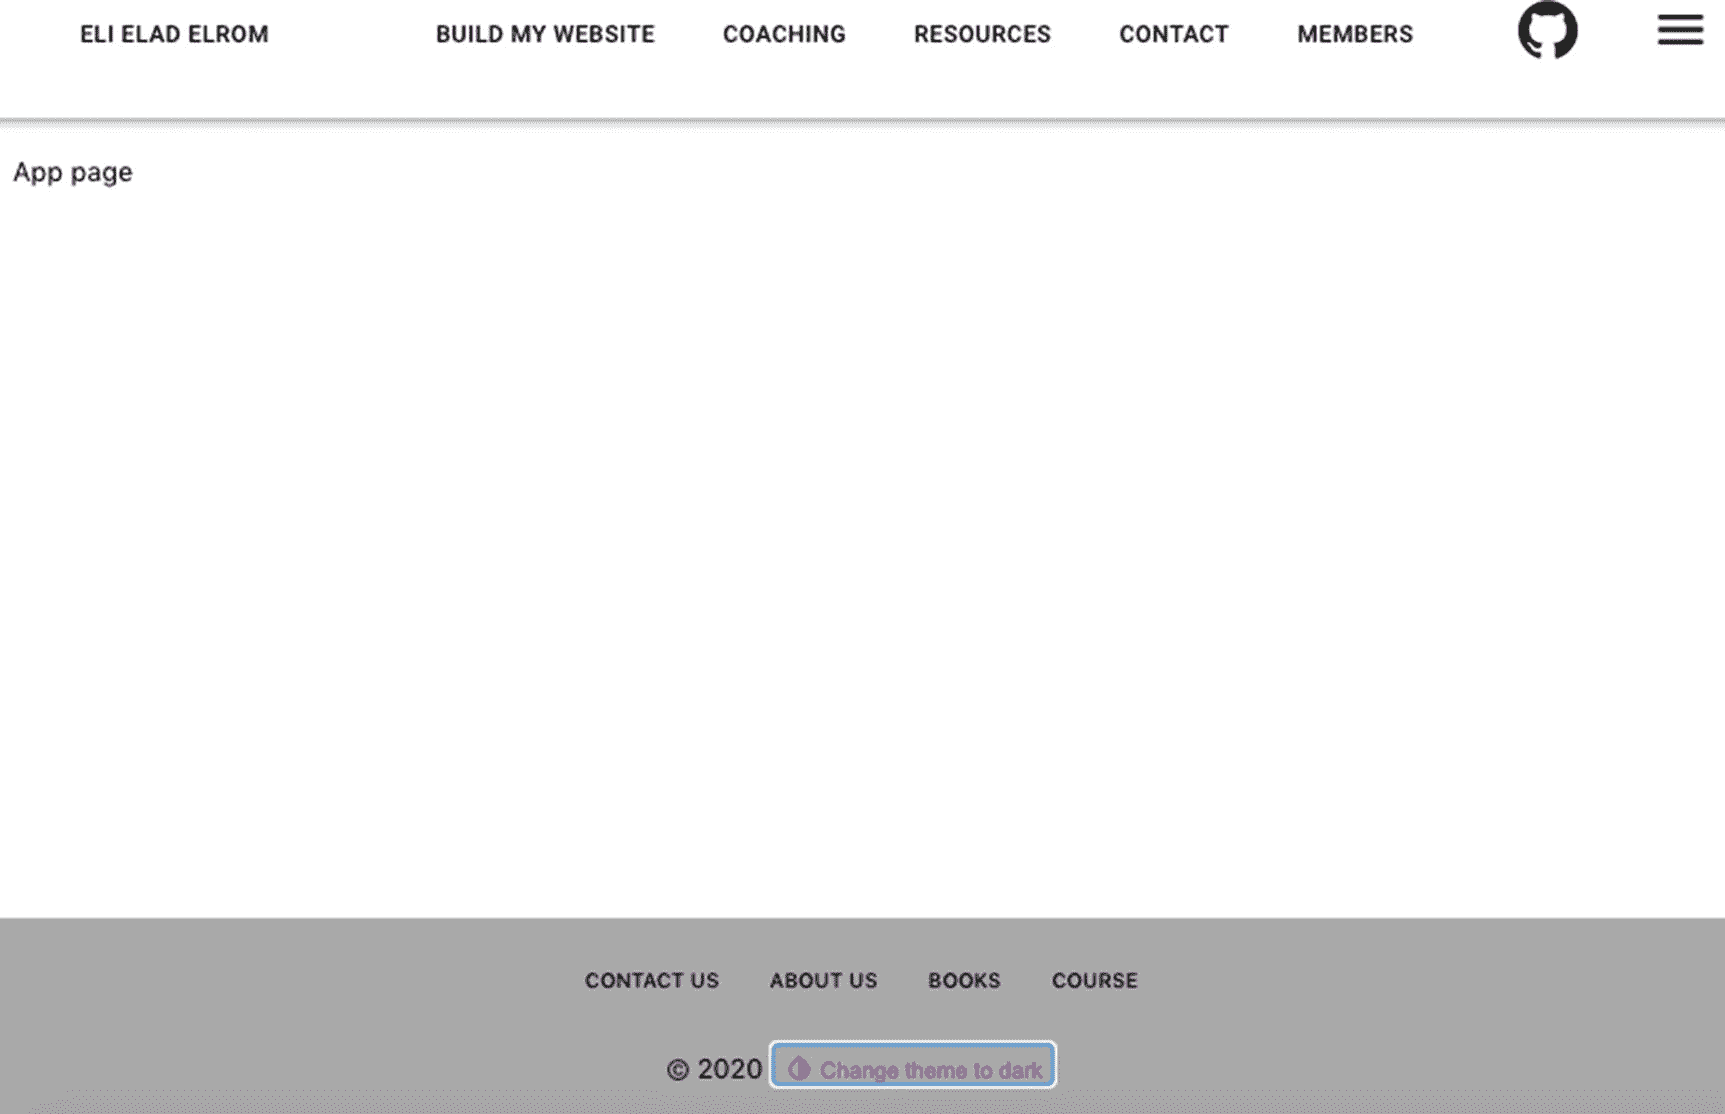 ELI ELAD ELROM BUILD MY WEBSITE COACHING RESOURCES CONTACT MEMBERS
App page
CONTACT US ABOUT US BOOKS COURSE
© 2020 Change theme to dark